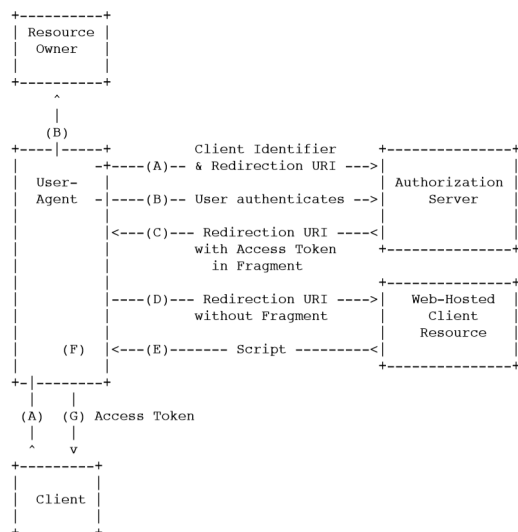 +----------+
| Resource |
|  Owner   |
|          |
+----------+
     ^
     |
    (B)
+----|-----+          Client Identifier     +---------------+
|         -+----(A)-- & Redirection URI --->|               |
|  User-   |                                | Authorization |
|  Agent  -|----(B)-- User authenticates -->|     Server    |
|          |                                |               |
|          |<---(C)--- Redirection URI ----<|               |
|          |          with Access Token     +---------------+
|          |            in Fragment
|          |                                +---------------+
|          |----(D)--- Redirection URI ---->|   Web-Hosted  |
|          |          without Fragment      |     Client    |
|          |                                |    Resource   |
|     (F)  |<---(E)------- Script ---------<|               |
|          |                                +---------------+
+-|--------+
  |    |
 (A)  (G) Access Token
  |    |
  ^    v
+---------+
|         |
|  Client |
|         |
+---------+